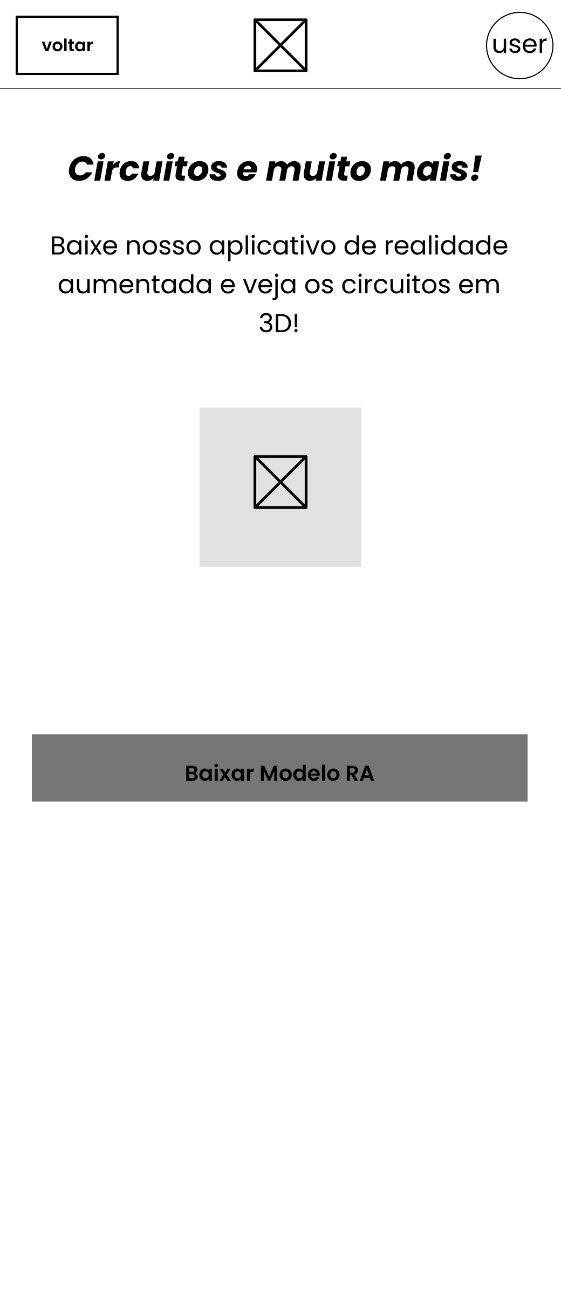 voltar
user
Circuitos e muito mais!
Baixe nosso aplicativo de realidade
aumentada e veja os circuitos em
3D!
Baixar Modelo RA